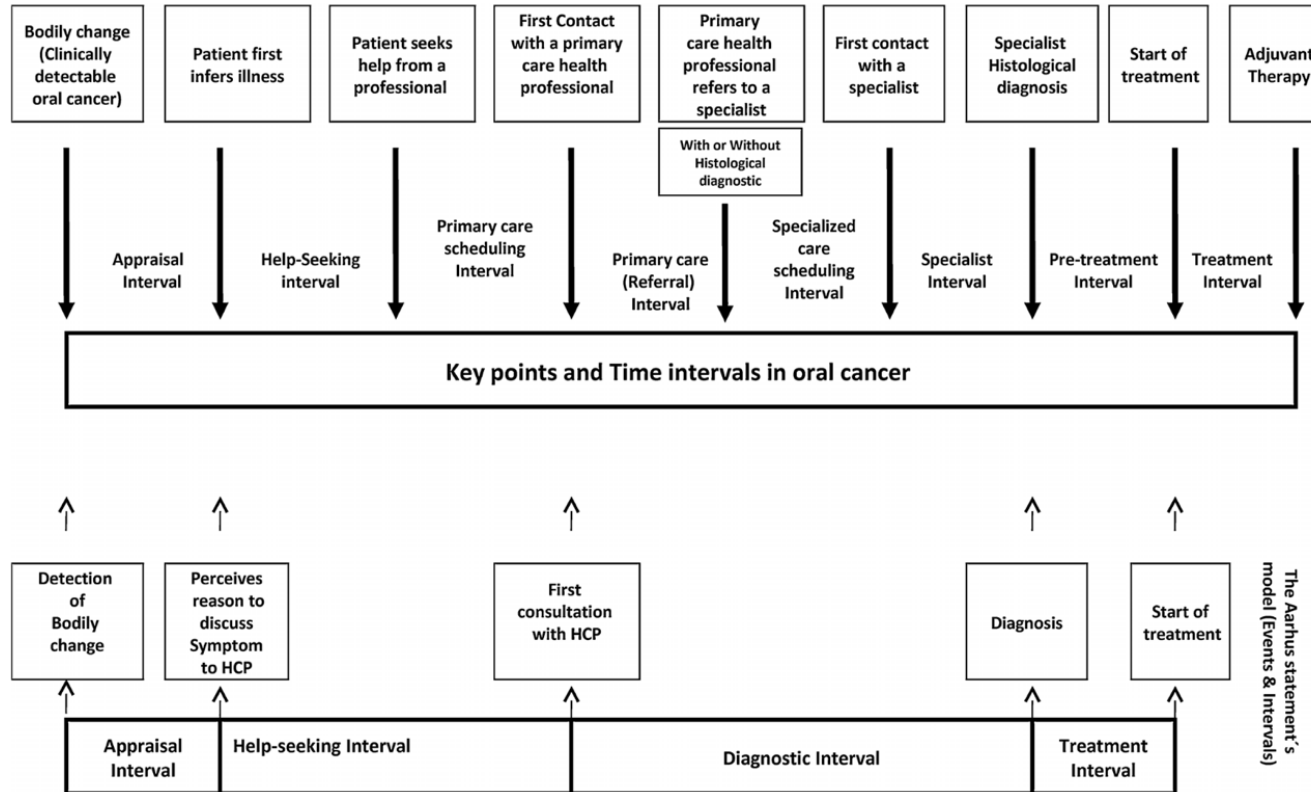 Bodily change
(Clinically
detectable
oral cancer)
Patient first
infers illness
Patient seeks
help from a
professional
First Contact
with a primary
care health
professional
Primary
care health
professional
refers to a
specialist
With or Without
Histological
diagnostic
First contact
with a
specialist
Specialist
Histological
diagnosis
Start of
treatment
Adjuvant
Therapy
Appraisal
Interval
Help-Seeking
interval
Primary care
scheduling
Interval
Primary care
(Referral)
Interval
Specialized
care
scheduling
Interval
Specialist
Interval
Pre-treatment
Interval
Treatment
Interval
Key points and Time intervals in oral cancer
Detection
of
Bodily
change
Perceives
reason to
discuss
Symptom
to HCP
First
consultation
with HCP
Diagnosis
Start of
treatment
The Aarhus statement´s
model (Events & Intervals)
Appraisal
Interval
Help-seeking Interval
Diagnostic Interval
Treatment
Interval